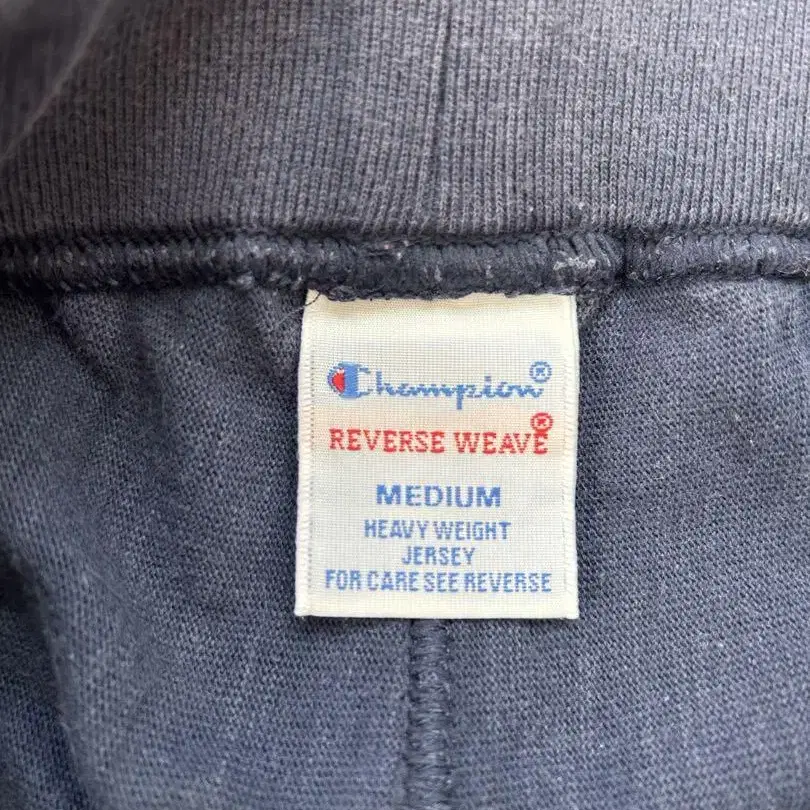 Champion®
REVERSE WEAVE®
MEDIUM
HEAVY WEIGHT
JERSEY
FOR CARE SEE REVERSE